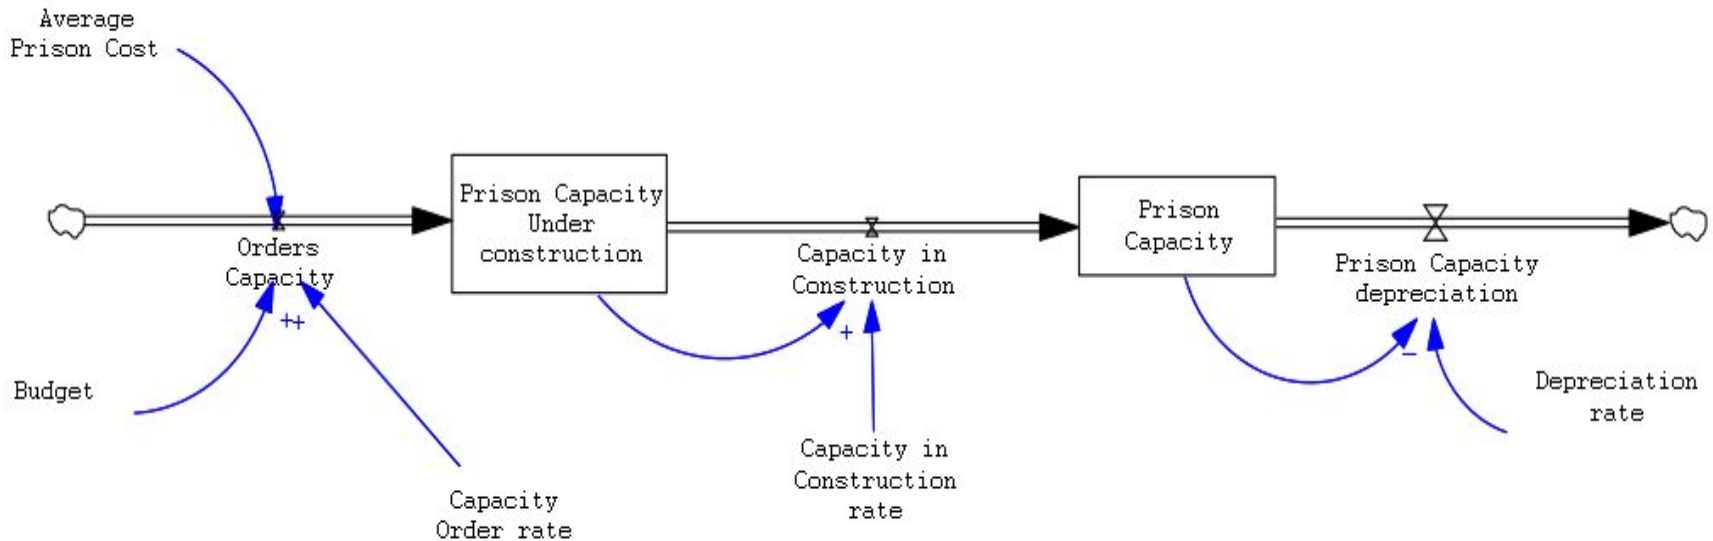 Average
Prison Cost
Prison Capacity
Under
construction
Prison
Capacity
Orders
Capacity
Capacity in
Construction
Prison Capacity
depreciation
++
+
−
Budget
Depreciation
rate
Capacity in
Construction
rate
Capacity
Order rate